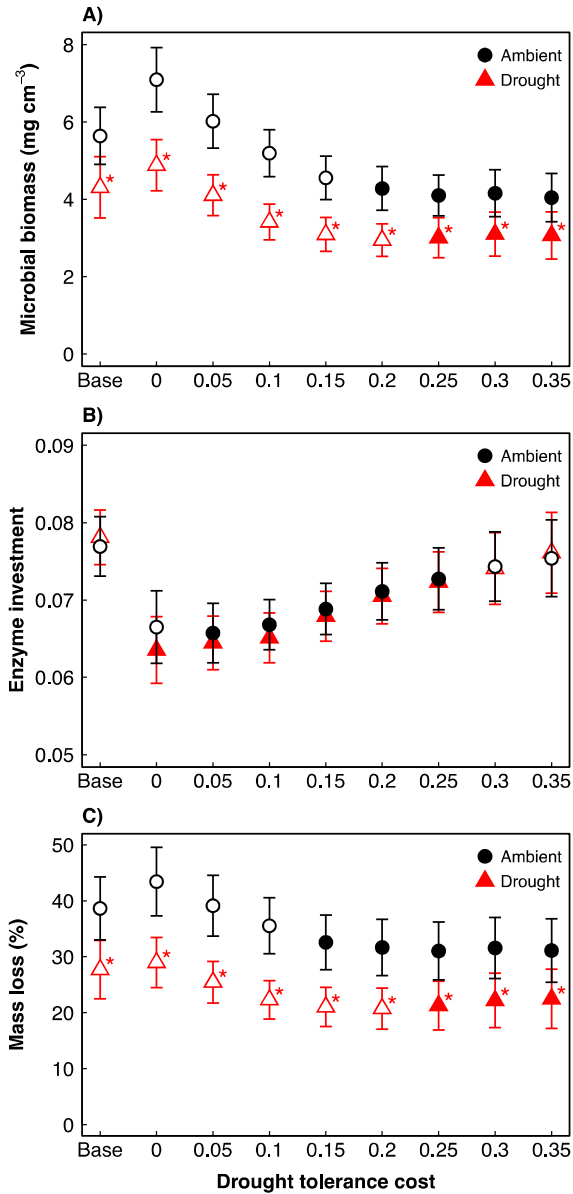 A)
Microbial biomass (mg cm⁻³)
8
6
4
2
0
Ambient
Drought
* * * * * * * * *
Base 0 0.05 0.1 0.15 0.2 0.25 0.3 0.35
B)
Enzyme investment
0.09
0.08
0.07
0.06
0.05
Ambient
Drought
Base 0 0.05 0.1 0.15 0.2 0.25 0.3 0.35
C)
Mass loss (%)
50
40
30
20
10
0
Ambient
Drought
* * * * * * * * *
Base 0 0.05 0.1 0.15 0.2 0.25 0.3 0.35
Drought tolerance cost